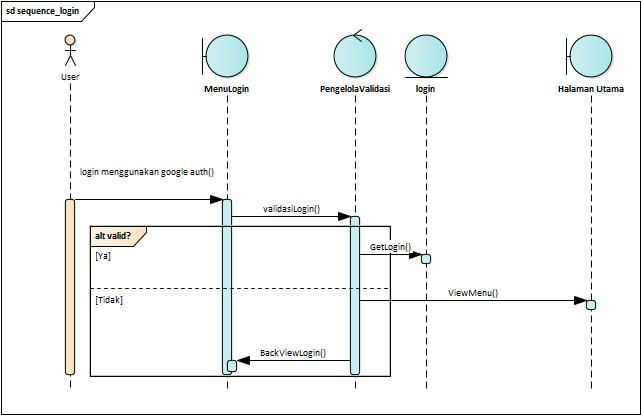 sd sequence_login
User
MenuLogin
PengelolaValidasi
login
Halaman Utama
login menggunakan google auth()
validasiLogin()
alt valid?
GetLogin()
[Ya]
ViewMenu()
[Tidak]
BackViewLogin()